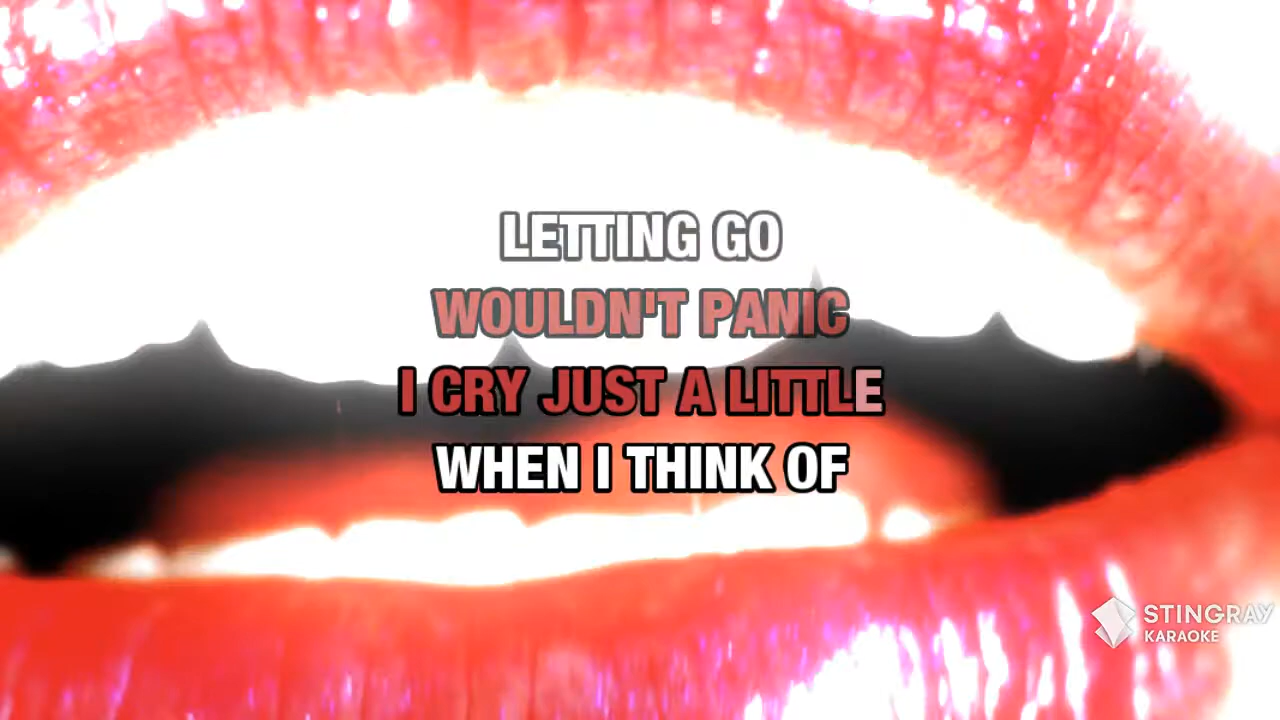 LETTING GO
WOULDN'T PANIC
I CRY JUST A LITTLE
WHEN I THINK OF
STINGRAY
KARAOKE